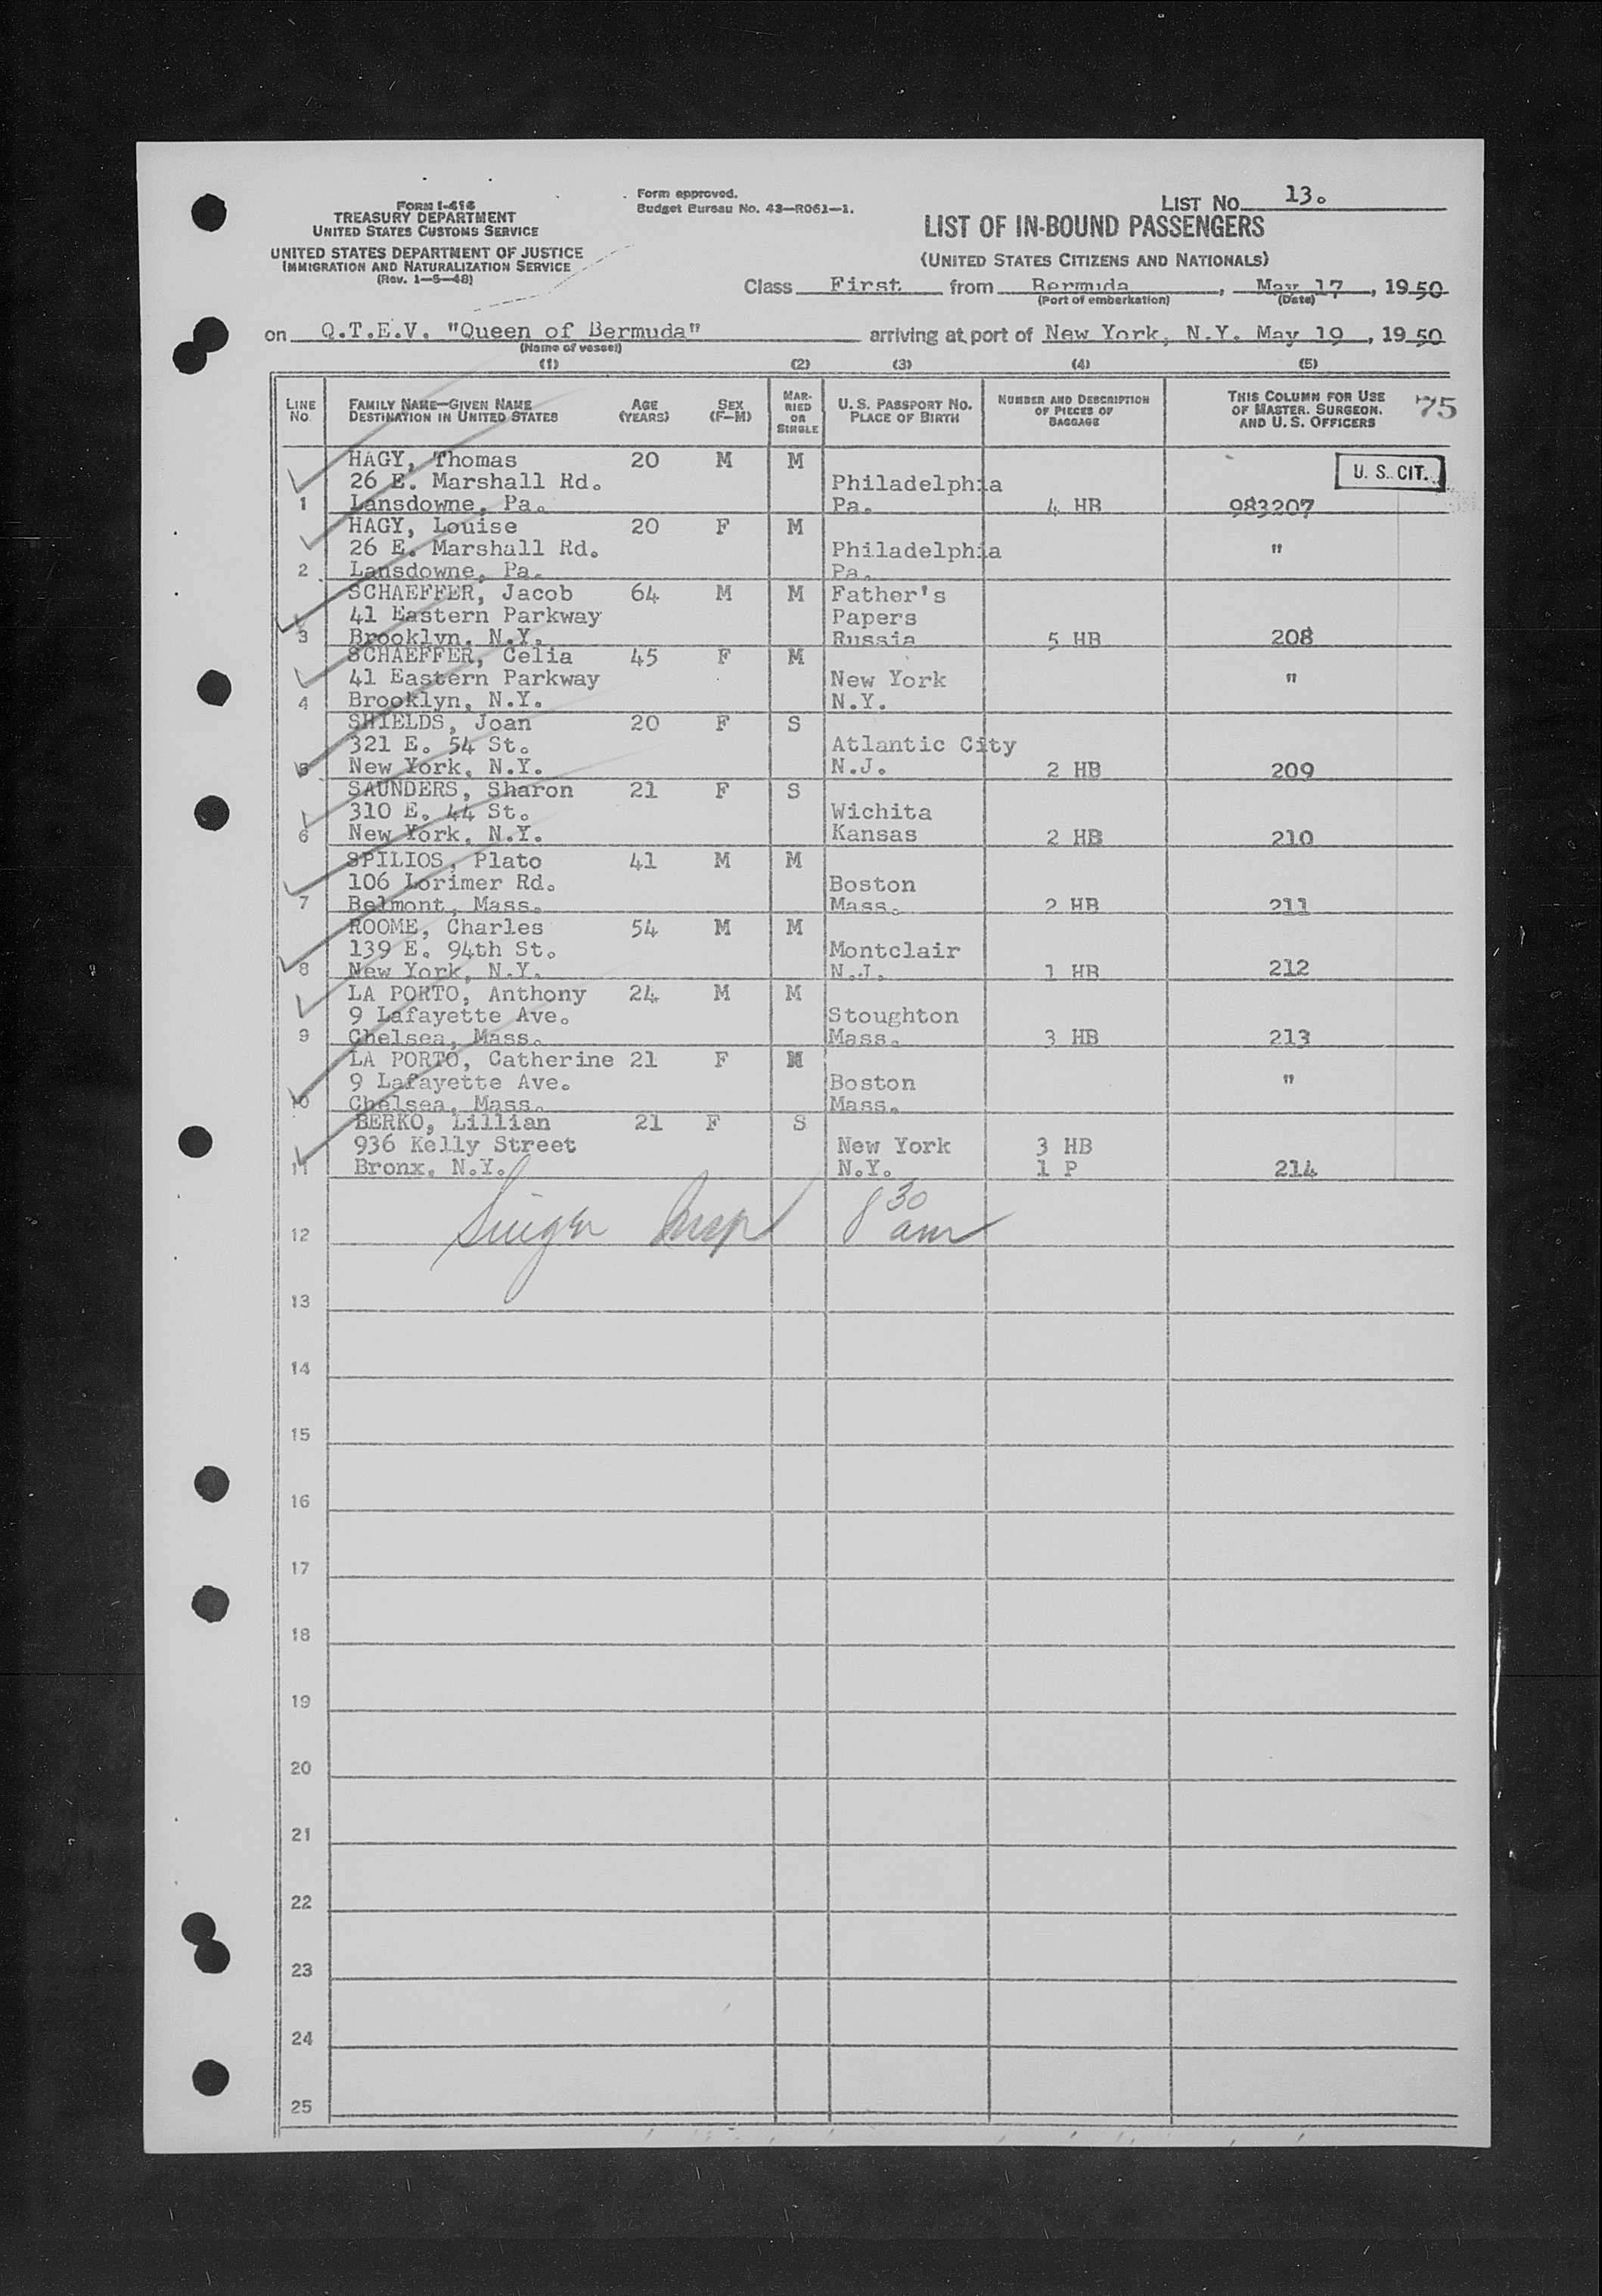 FORM I-416
TREASURY DEPARTMENT
UNITED STATES CUSTOMS SERVICE
UNITED STATES DEPARTMENT OF JUSTICE
IMMIGRATION AND NATURALIZATION SERVICE
(Rev. 1-5-48)
Form approved.
Budget Bureau No. 43-R061-1.
LIST No. 13.
LIST OF IN-BOUND PASSENGERS
(UNITED STATES CITIZENS AND NATIONALS)
Class First from Bermuda, May 17, 1950
(Port of embarkation) (Date)
on Q.T.E.V. "Queen of Bermuda" arriving at port of New York, N.Y. May 19, 1950
(Name of vessel)
(1) (2) (3) (4) (5)
LINE No. FAMILY NAME—GIVEN NAME DESTINATION IN UNITED STATES AGE (YEARS) SEX (F-M) MARRIED OR SINGLE U. S. PASSPORT NO. PLACE OF BIRTH NUMBER AND DESCRIPTION OF PIECES OF BAGGAGE THIS COLUMN FOR USE OF MASTER, SURGEON, AND U. S. OFFICERS 75
HAGY, Thomas 20 M M U. S. CIT.
26 E. Marshall Rd. Philadelphia
1 Lansdowne, Pa. Pa. 4 HB 983207
HAGY, Louise 20 F M
26 E. Marshall Rd. Philadelphia "
2 Lansdowne, Pa. Pa.
SCHAEFFER, Jacob 64 M M Father's
41 Eastern Parkway Papers
3 Brooklyn, N.Y. Russia 5 HB 208
SCHAEFFER, Celia 45 F M
41 Eastern Parkway New York "
4 Brooklyn, N.Y. N.Y.
SHIELDS, Joan 20 F S
321 E. 54 St. Atlantic City
5 New York, N.Y. N.J. 2 HB 209
SAUNDERS, Sharon 21 F S
310 E. 44 St. Wichita
6 New York, N.Y. Kansas 2 HB 210
SPILIOS, Plato 41 M M
106 Lorimer Rd. Boston
7 Belmont, Mass. Mass. 2 HB 211
ROOME, Charles 54 M M
139 E. 94th St. Montclair
8 New York, N.Y. N.J. 1 HB 212
LA PORTO, Anthony 24 M M
9 Lafayette Ave. Stoughton
9 Chelsea, Mass. Mass. 3 HB 213
LA PORTO, Catherine 21 F M
9 Lafayette Ave. Boston "
10 Chelsea, Mass. Mass.
BERKO, Lillian 21 F S
936 Kelly Street New York 3 HB
11 Bronx, N.Y. N.Y. 1 P 214
12 Singer Insp 8 30 am
13
14
15
16
17
18
19
20
21
22
23
24
25